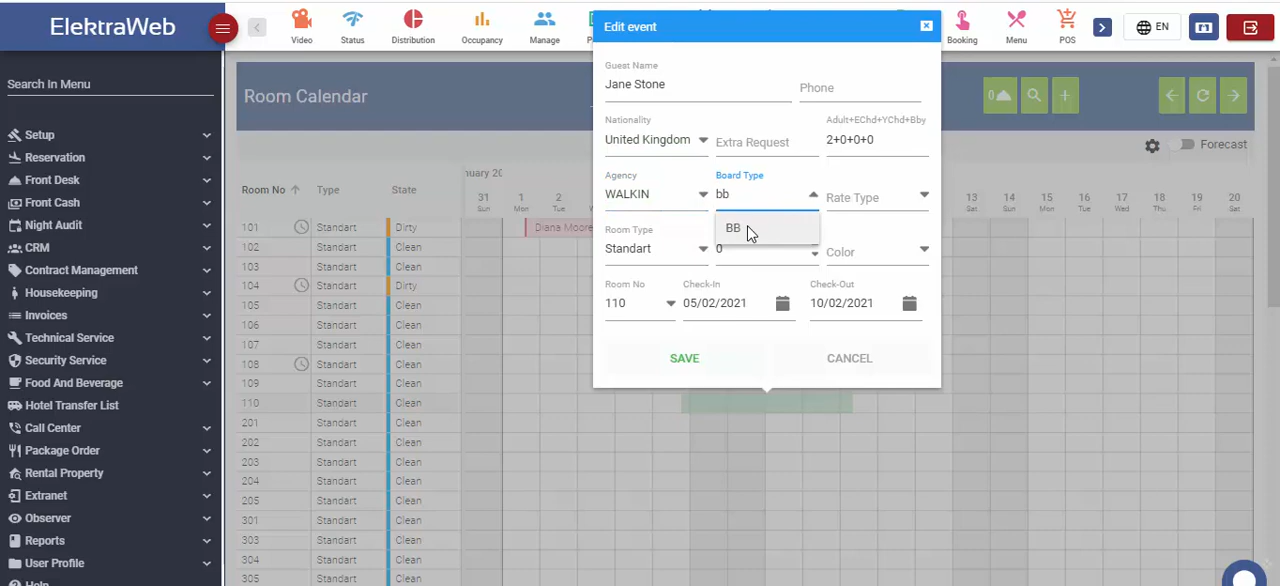 ElektraWeb
Video
Status
Distribution
Occupancy
Manage
Booking
Menu
POS
EN
Search In Menu
Setup
Reservation
Front Desk
Front Cash
Night Audit
CRM
Contract Management
Housekeeping
Invoices
Technical Service
Security Service
Food And Beverage
Hotel Transfer List
Call Center
Package Order
Rental Property
Extranet
Observer
Reports
User Profile
Help
Room Calendar
0
Forecast
Edit event
Guest Name
Jane Stone
Phone
Nationality
United Kingdom
Extra Request
Adult+EChd+YChd+Bby
2+0+0+0
Agency
WALKIN
Board Type
bb
Rate Type
BB
Room Type
Standart
0
Color
Room No
110
Check-In
05/02/2021
Check-Out
10/02/2021
SAVE
CANCEL
Room No Type State
31 Sun 1 Mon 2 Tue
13 Sat 14 Sun 15 Mon 16 Tue 17 Wed 18 Thu 19 Fri 20 Sat
101 Standart Dirty Diana Moore
102 Standart Clean
103 Standart Clean
104 Standart Dirty
105 Standart Clean
106 Standart Clean
107 Standart Clean
108 Standart Clean
109 Standart Clean
110 Standart Clean
201 Standart Clean
202 Standart Clean
203 Standart Clean
204 Standart Clean
205 Standart Clean
301 Standart Clean
303 Standart Clean
304 Standart Clean
305 Standart Clean